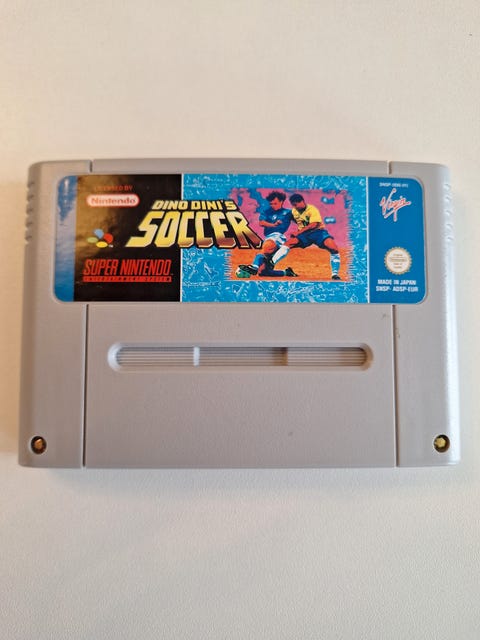 LICENSED BY
Nintendo
SUPER NINTENDO
ENTERTAINMENT SYSTEM
DINO DINI'S
SOCCER
Virgin
MADE IN JAPAN
SNSP- ADSP-EUR